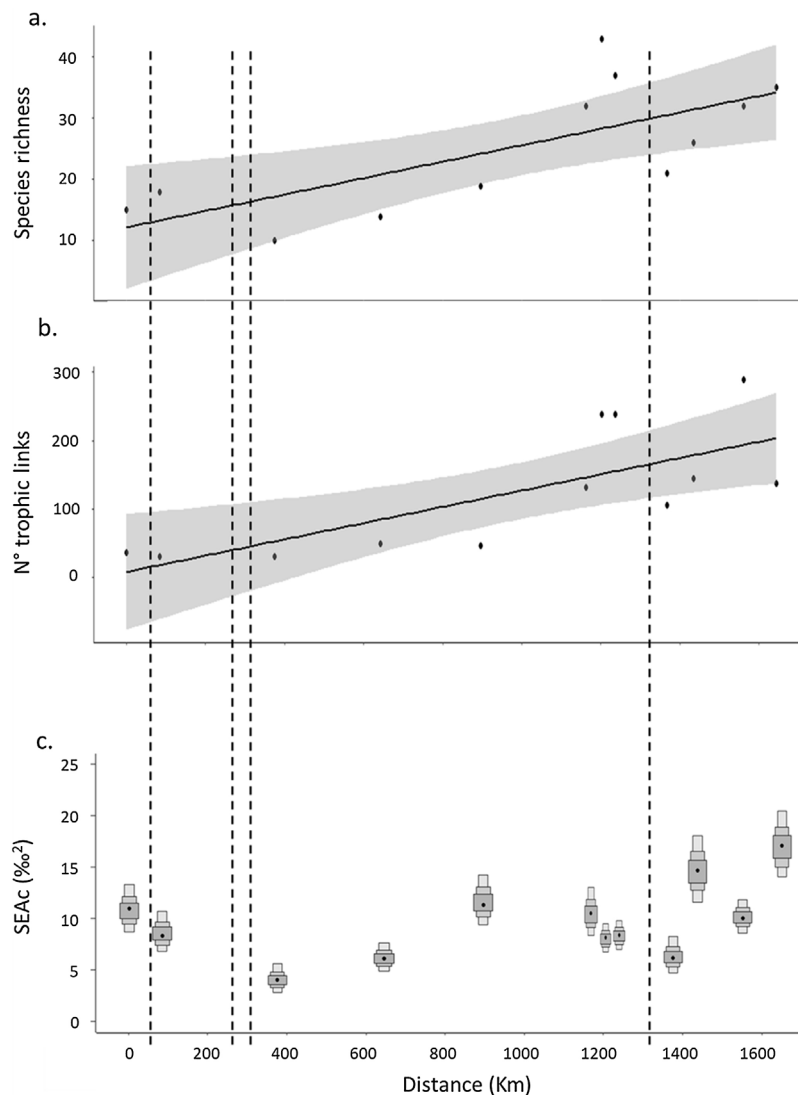 a.
Species richness
40
30
20
10
b.
N° trophic links
300
200
100
0
c.
SEAc (‰²)
25
20
15
10
5
0
0 200 400 600 800 1000 1200 1400 1600
Distance (Km)